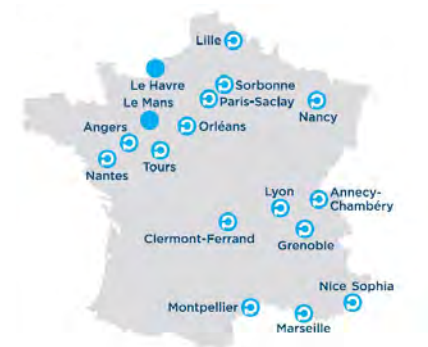 Lille
Le Havre
Sorbonne
Le Mans
Paris-Saclay
Nancy
Angers
Orléans
Nantes
Tours
Lyon
Annecy-
Chambéry
Clermont-Ferrand
Grenoble
Nice Sophia
Montpellier
Marseille